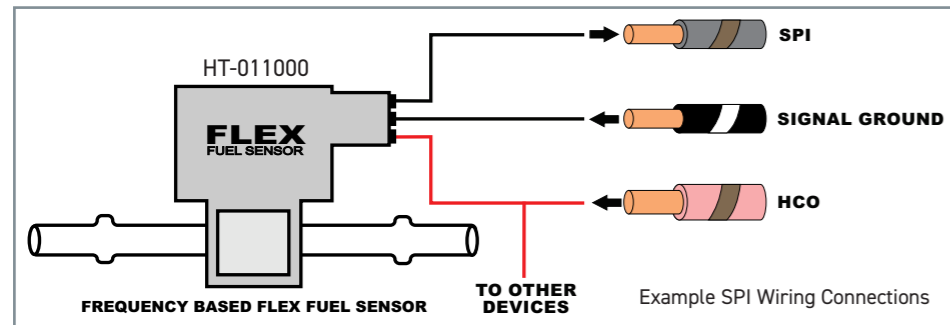 SPI
HT-011000
FLEX
FUEL SENSOR
SIGNAL GROUND
HCO
TO OTHER
DEVICES
FREQUENCY BASED FLEX FUEL SENSOR
Example SPI Wiring Connections